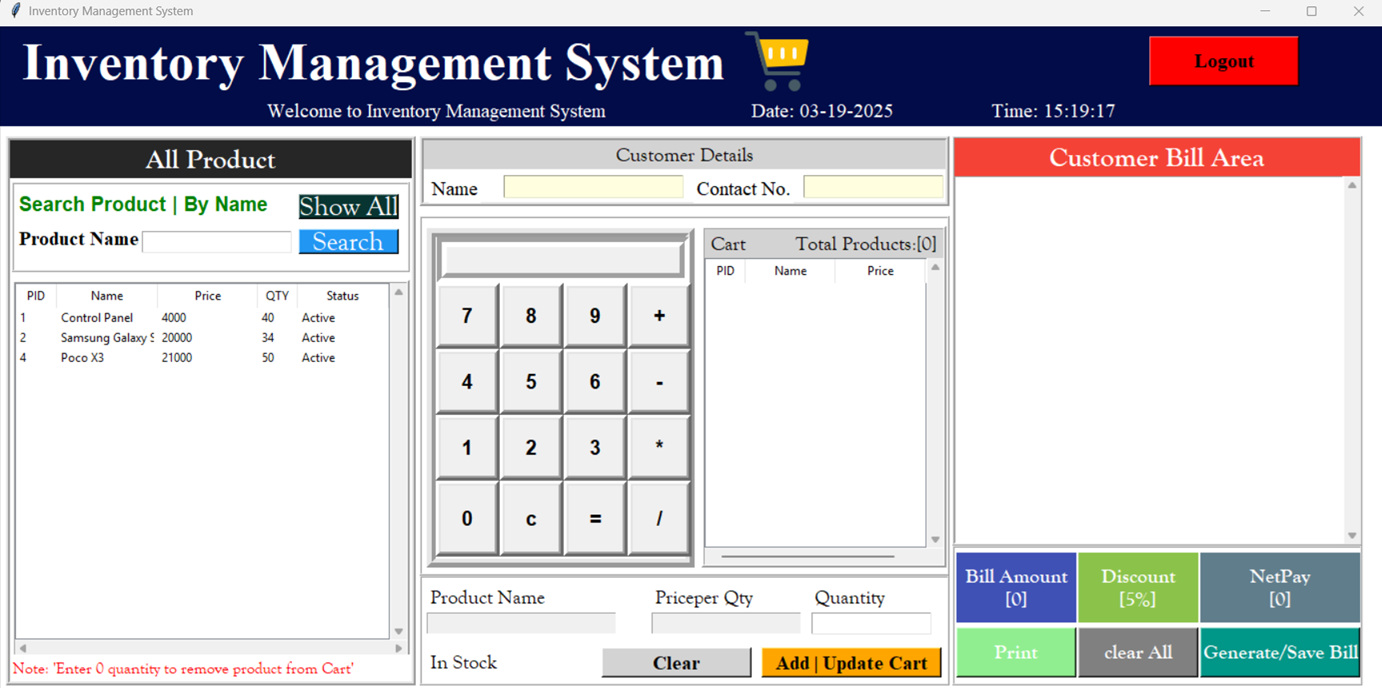 Inventory Management System
Inventory Management System
Logout
Welcome to Inventory Management System Date: 03-19-2025 Time: 15:19:17
All Product
Search Product | By Name Show All
Product Name Search
PID Name Price QTY Status
1 Control Panel 4000 40 Active
2 Samsung Galaxy S 20000 34 Active
4 Poco X3 21000 50 Active
Note: 'Enter 0 quantity to remove product from Cart'
Customer Details
Name Contact No.
7 8 9 +
4 5 6 -
1 2 3 *
0 c = /
Cart Total Products:[0]
PID Name Price
Product Name Priceper Qty Quantity
In Stock Clear Add | Update Cart
Customer Bill Area
Bill Amount
[0]
Discount
[5%]
NetPay
[0]
Print clear All Generate/Save Bill